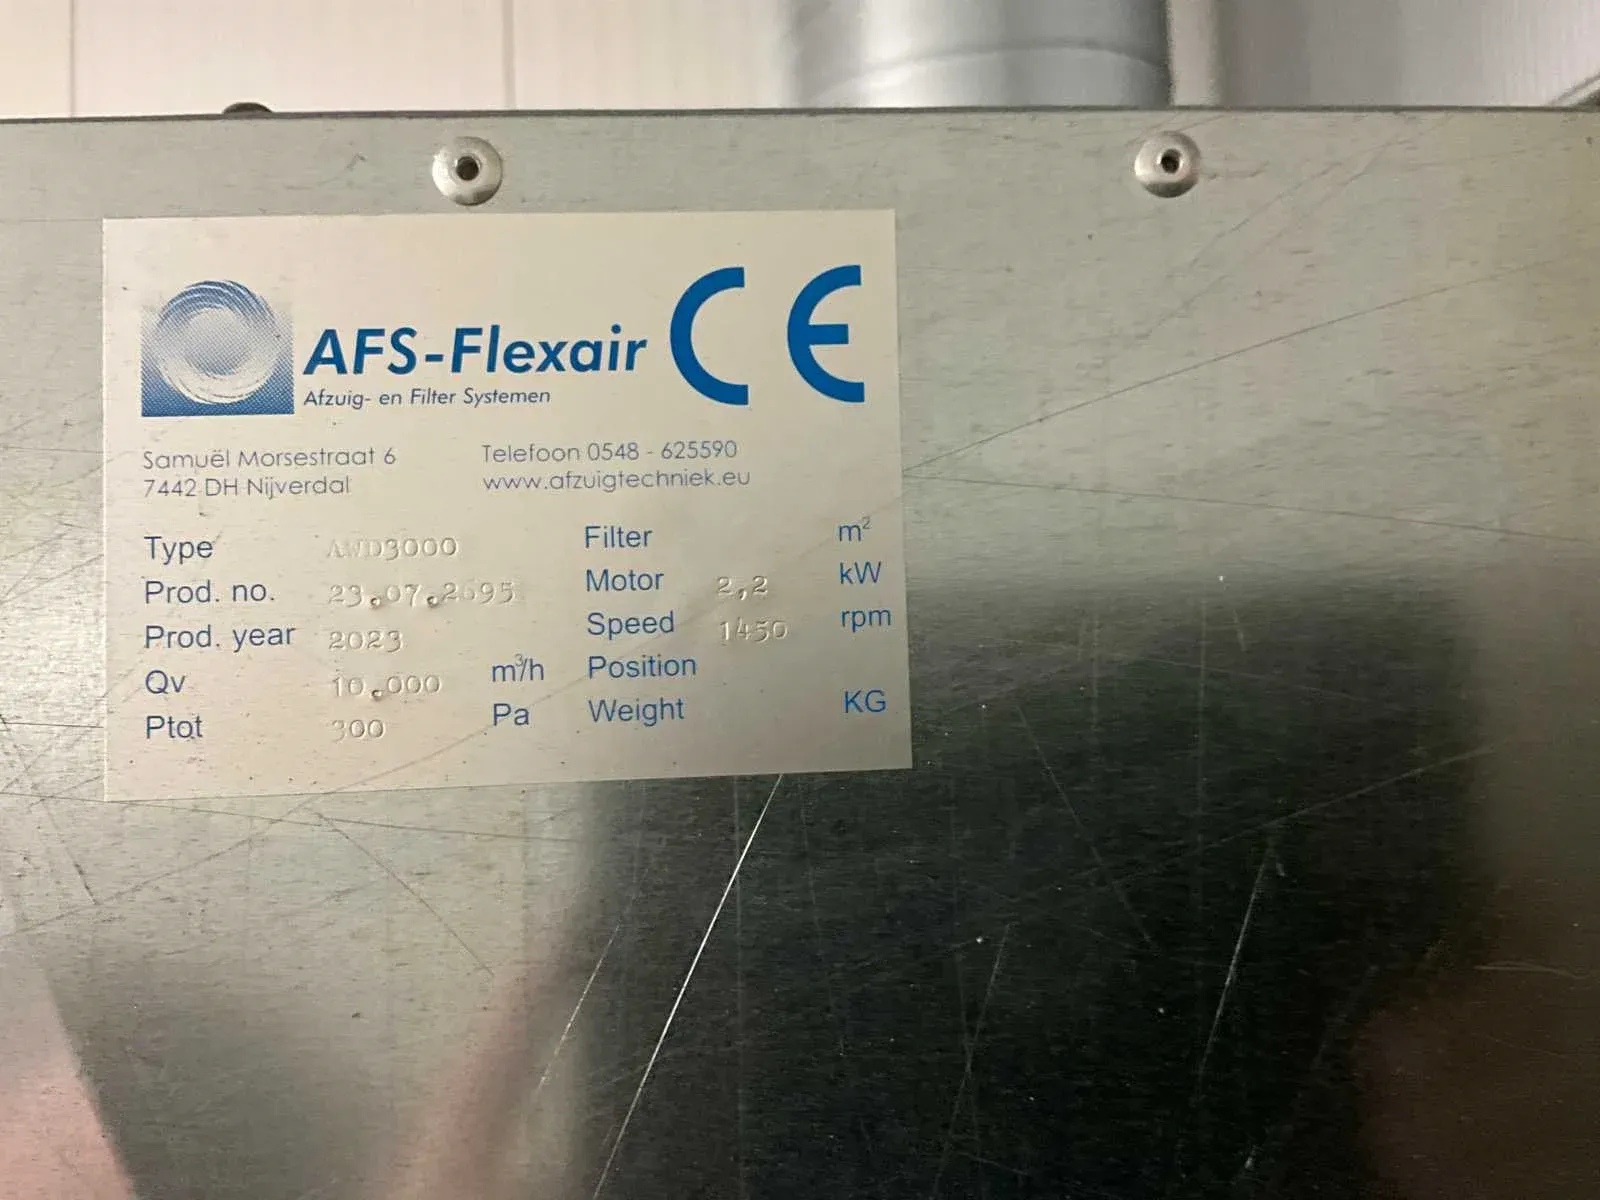 AFS-Flexair
Afzuig- en Filter Systemen
CE
Samuël Morsestraat 6
7442 DH Nijverdal
Telefoon 0548 - 625590
www.afzuigtechniek.eu
Type AWD3000
Prod. no. 23.07.2695
Prod. year 2023
Qv 10.000 m³/h
Ptot 300 Pa
Filter m²
Motor 2,2 kW
Speed 1450 rpm
Position
Weight KG